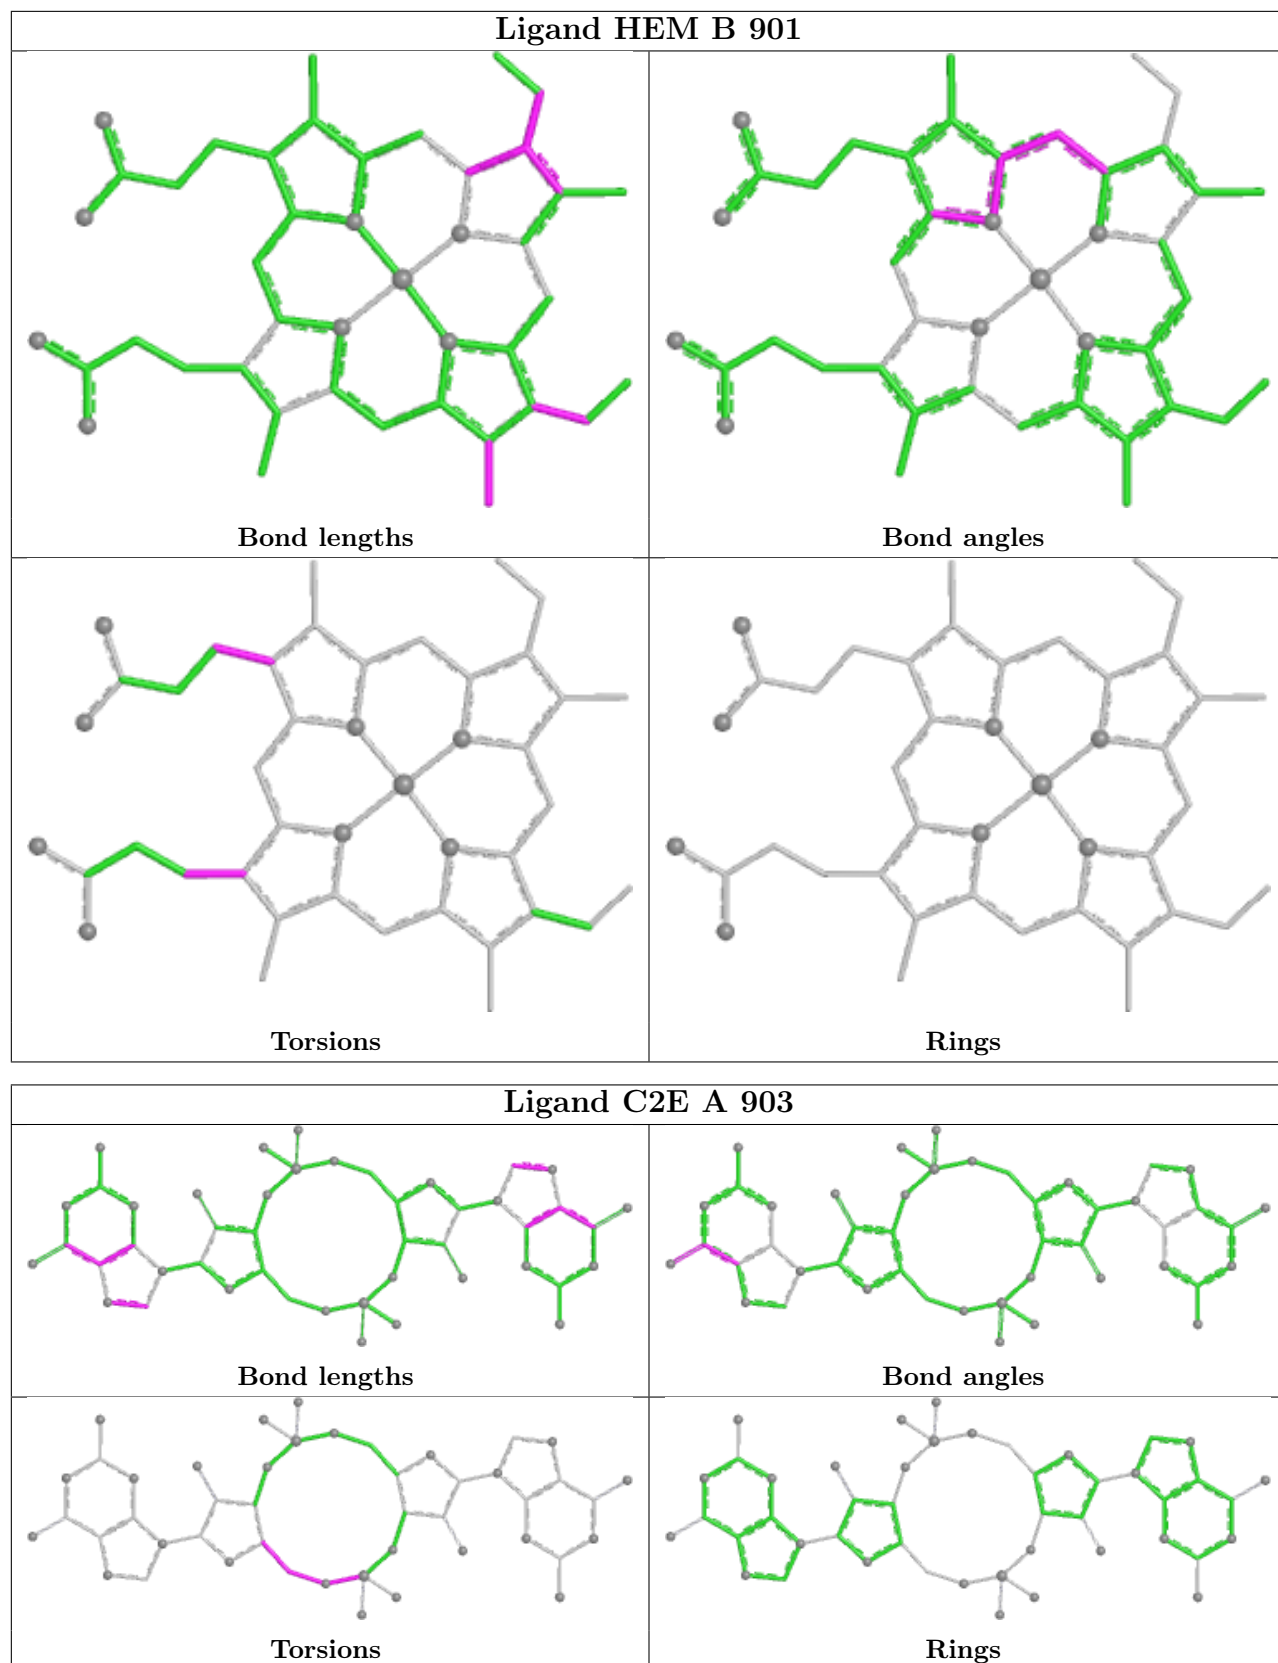 Ligand HEM B 901
Bond lengths
Bond angles
Torsions
Rings
Ligand C2E A 903
Bond lengths
Bond angles
Torsions
Rings